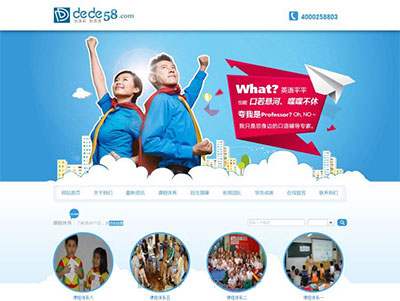 dede58.com
4000258803
What? 英语平平
也能 口若悬河、喋喋不休
夸我是Professor? Oh, NO~
我只是您身边的口语辅导专家。
网站首页 关于我们 最新资讯 课程体系 招生简章 老师团队 学员成果 在线留言 联系我们
课程体系
课程体系八 课程体系五 课程体系二 课程体系一